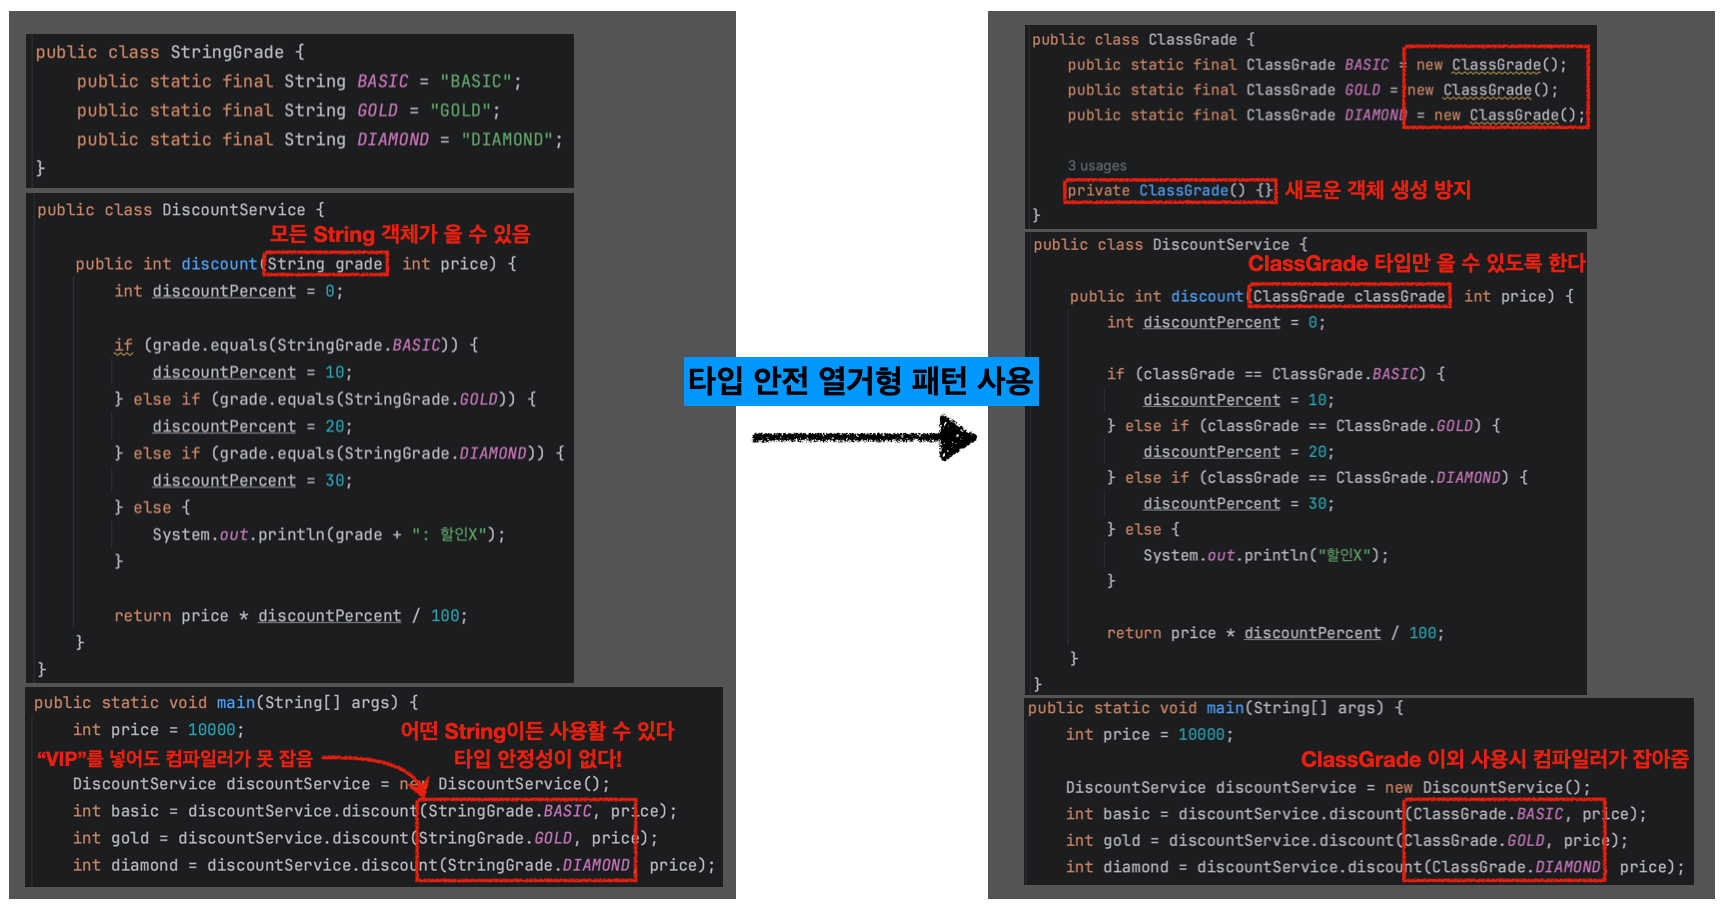 public class StringGrade {
public static final String BASIC = "BASIC";
public static final String GOLD = "GOLD";
public static final String DIAMOND = "DIAMOND";
}
public class DiscountService {
모든 String 객체가 올 수 있음
public int discount(String grade int price) {
int discountPercent = 0;
if (grade.equals(StringGrade.BASIC)) {
discountPercent = 10;
} else if (grade.equals(StringGrade.GOLD)) {
discountPercent = 20;
} else if (grade.equals(StringGrade.DIAMOND)) {
discountPercent = 30;
} else {
System.out.println(grade + ": 할인X");
}
return price * discountPercent / 100;
}
}
public static void main(String[] args) {
int price = 10000;
어떤 String이든 사용할 수 있다
“VIP”를 넣어도 컴파일러가 못 잡음
타입 안정성이 없다!
DiscountService discountService = new DiscountService();
int basic = discountService.discount(StringGrade.BASIC, price);
int gold = discountService.discount(StringGrade.GOLD, price);
int diamond = discountService.discount(StringGrade.DIAMOND price);
타입 안전 열거형 패턴 사용
public class ClassGrade {
public static final ClassGrade BASIC = new ClassGrade();
public static final ClassGrade GOLD = new ClassGrade();
public static final ClassGrade DIAMOND = new ClassGrade();
3 usages
private ClassGrade() {} 새로운 객체 생성 방지
}
public class DiscountService {
ClassGrade 타입만 올 수 있도록 한다
public int discount(ClassGrade classGrade int price) {
int discountPercent = 0;
if (classGrade == ClassGrade.BASIC) {
discountPercent = 10;
} else if (classGrade == ClassGrade.GOLD) {
discountPercent = 20;
} else if (classGrade == ClassGrade.DIAMOND) {
discountPercent = 30;
} else {
System.out.println("할인X");
}
return price * discountPercent / 100;
}
}
public static void main(String[] args) {
int price = 10000;
ClassGrade 이외 사용시 컴파일러가 잡아줌
DiscountService discountService = new DiscountService();
int basic = discountService.discount(ClassGrade.BASIC, price);
int gold = discountService.discount(ClassGrade.GOLD, price);
int diamond = discountService.discount(ClassGrade.DIAMOND price);